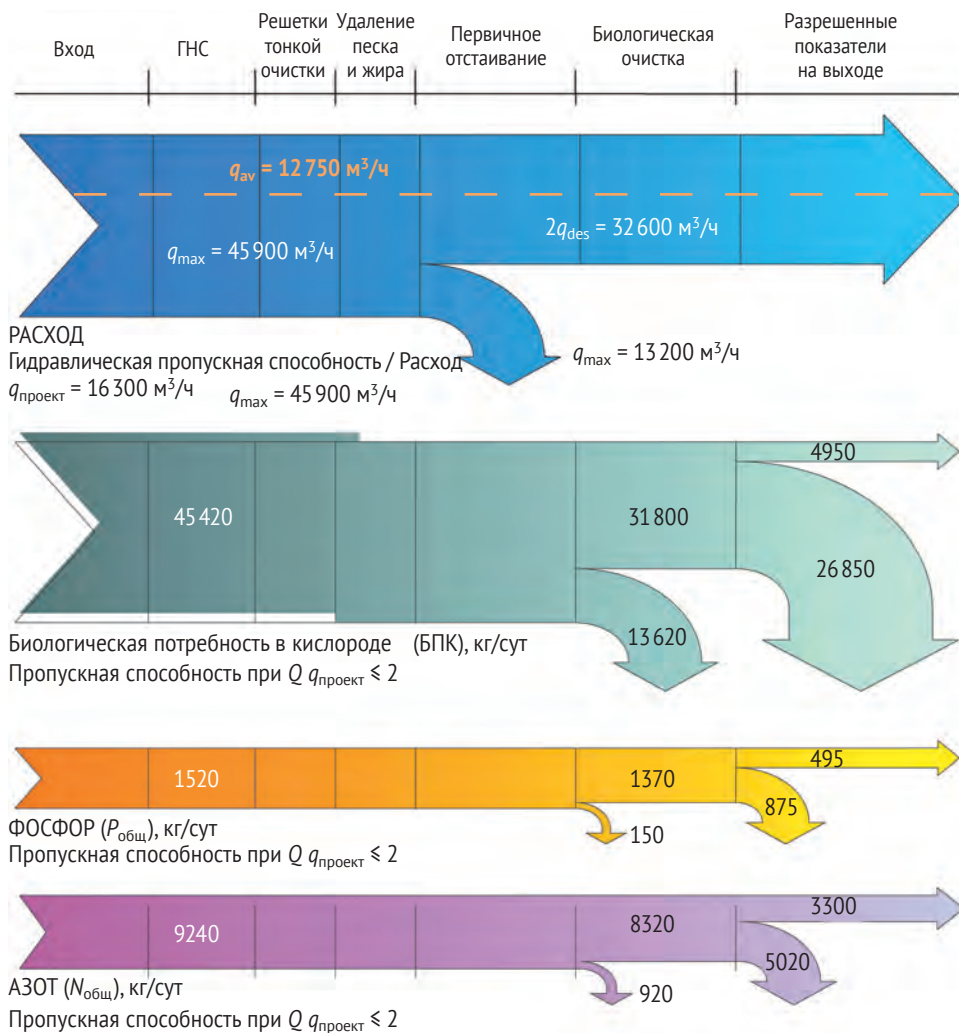 Вход
ГНС
Решетки
тонкой
очистки
Удаление
песка
и жира
Первичное
отстаивание
Биологическая
очистка
Разрешенные
показатели
на выходе
qav = 12 750 м³/ч
qmax = 45 900 м³/ч
2qdes = 32 600 м³/ч
qmax = 13 200 м³/ч
РАСХОД
Гидравлическая пропускная способность / Расход
qпроект = 16 300 м³/ч qmax = 45 900 м³/ч
4950
45 420
31 800
26 850
13 620
Биологическая потребность в кислороде (БПК), кг/сут
Пропускная способность при Q qпроект ⩽ 2
495
1520
1370
875
150
ФОСФОР (Pобщ), кг/сут
Пропускная способность при Q qпроект ⩽ 2
3300
9240
8320
5020
920
АЗОТ (Nобщ), кг/сут
Пропускная способность при Q qпроект ⩽ 2